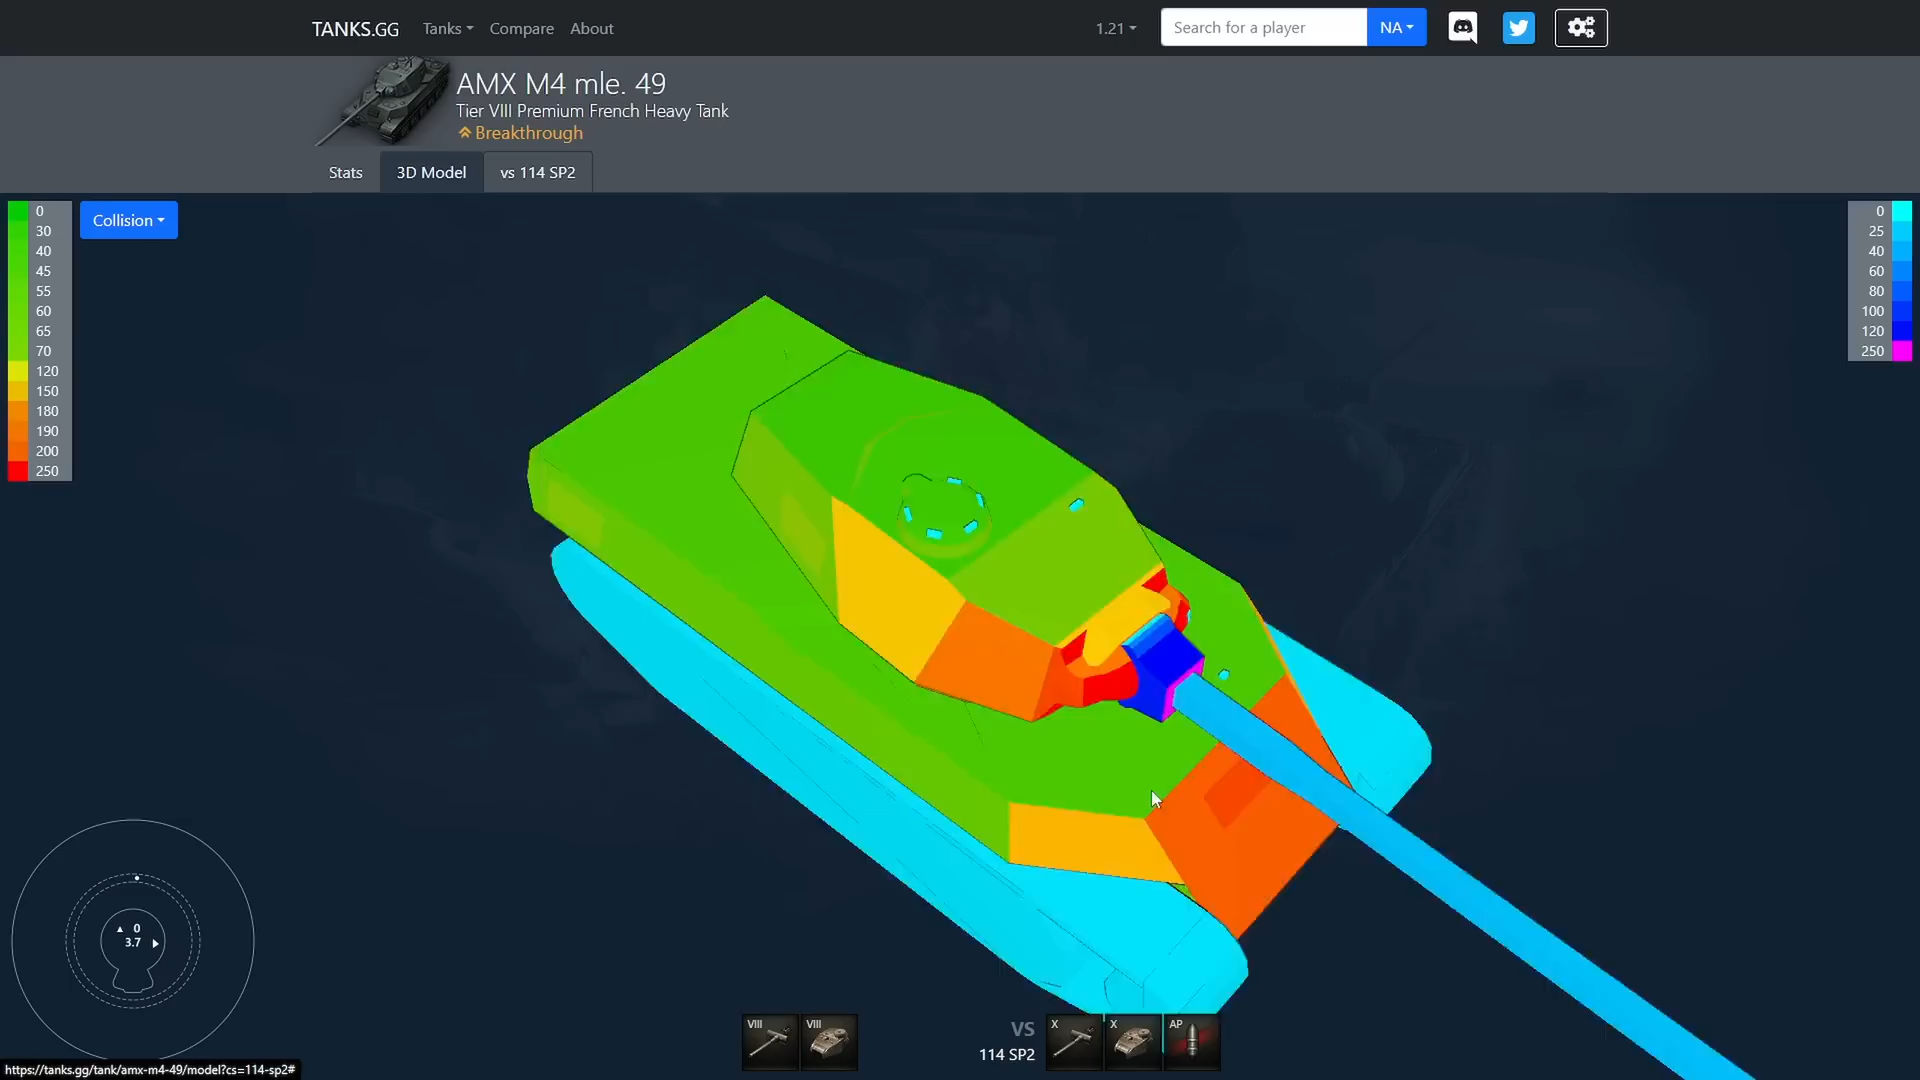 TANKS.GG
Tanks
Compare
About
1.21
Search for a player
NA
AMX M4 mle. 49
Tier VIII Premium French Heavy Tank
Breakthrough
Stats
3D Model
vs 114 SP2
Collision
0
30
40
45
55
60
65
70
120
150
180
190
200
250
0
25
40
60
80
100
120
250
0
3.7
VIII
VIII
VS
114 SP2
X
X
AP
https://tanks.gg/tank/amx-m4-49/model?cs=114-sp2#